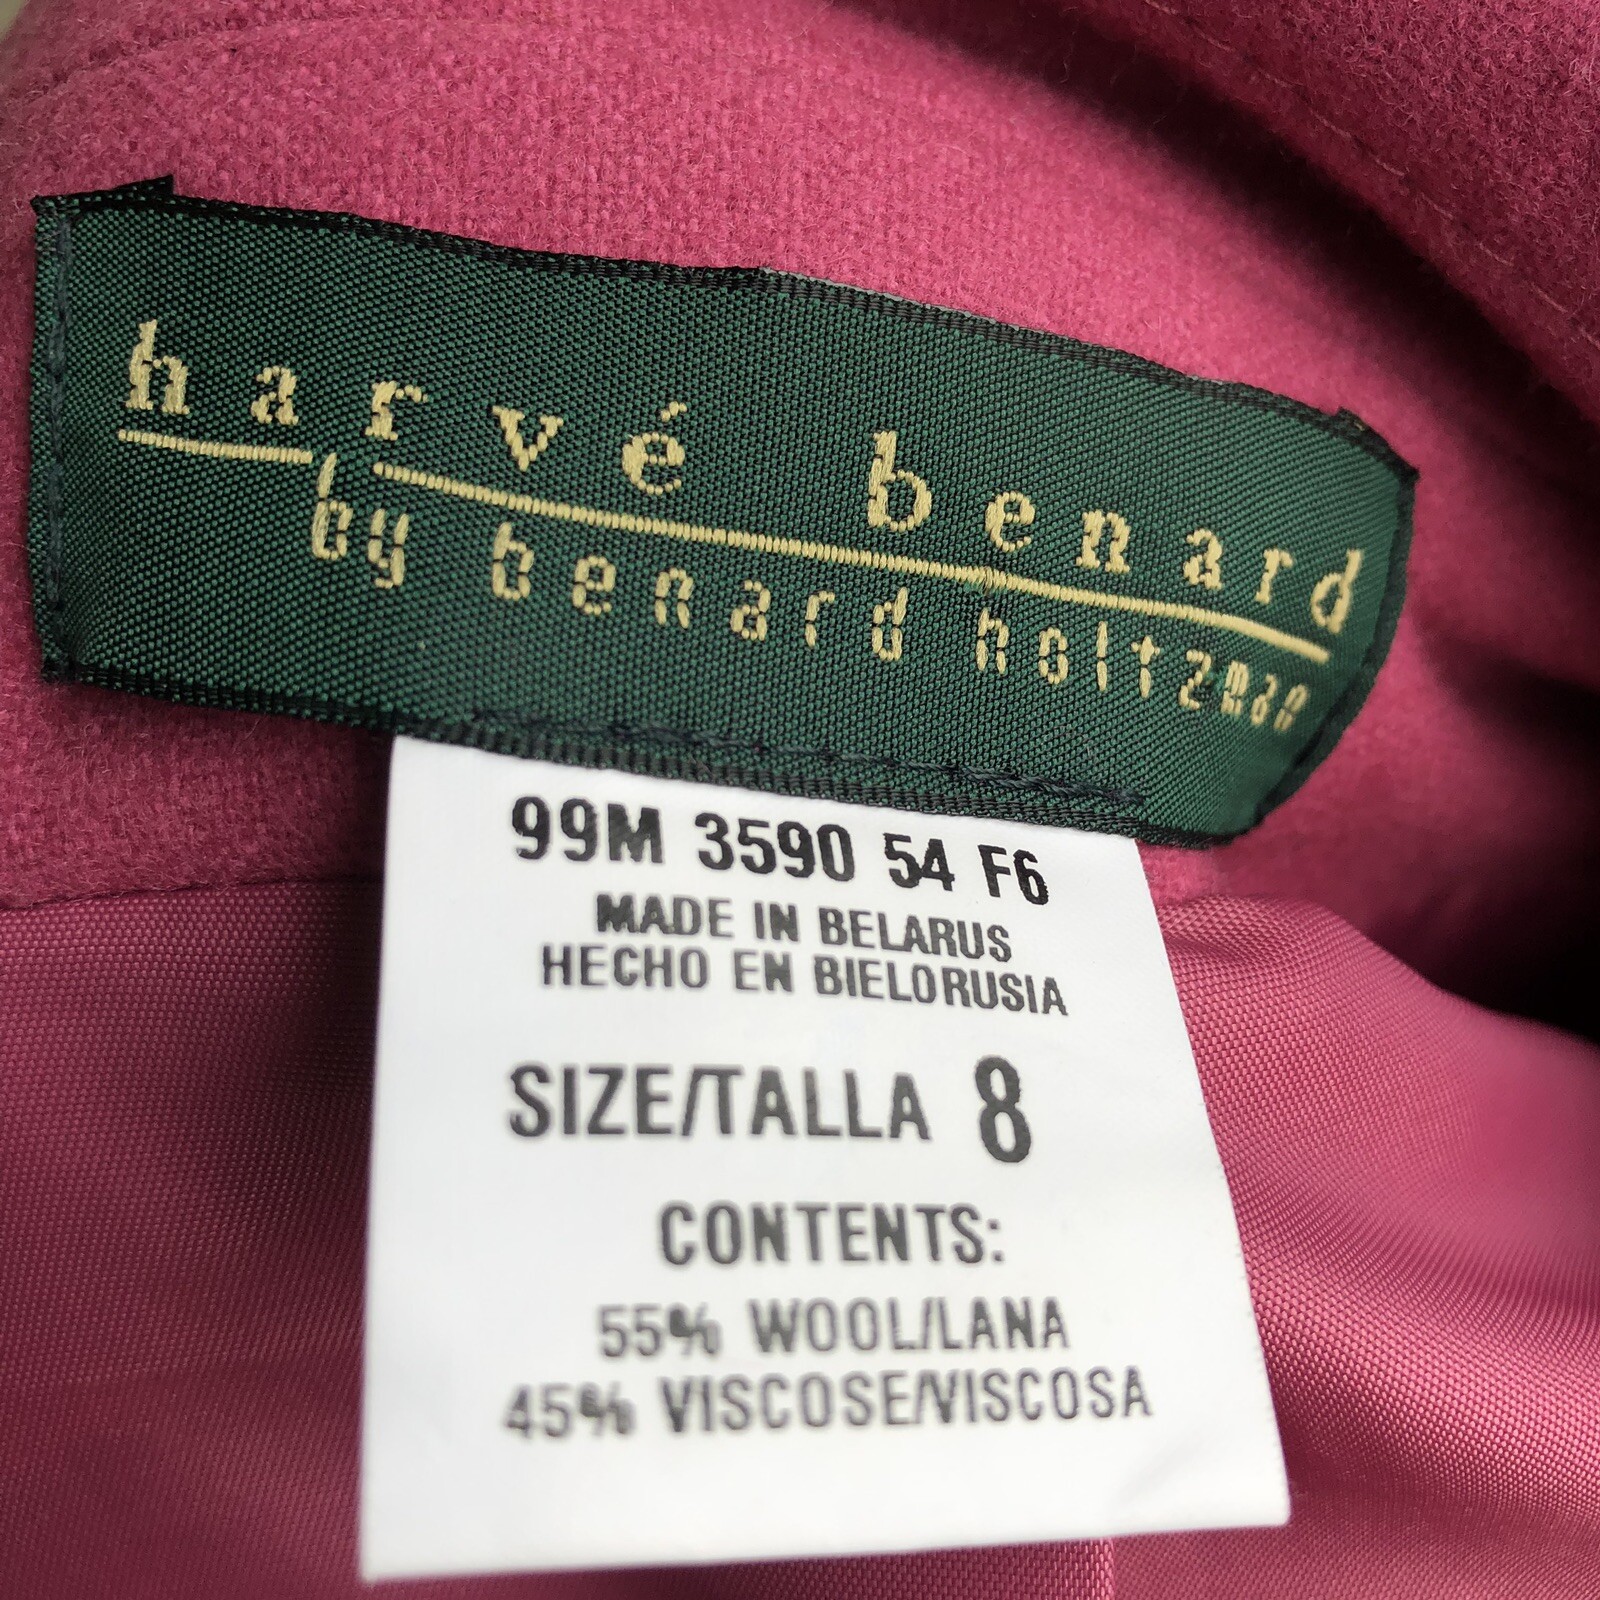 harvé benard
by benard holtzman
99M 3590 54 F6
MADE IN BELARUS
HECHO EN BIELORUSIA
SIZE/TALLA 8
CONTENTS:
55% WOOL/LANA
45% VISCOSE/VISCOSA